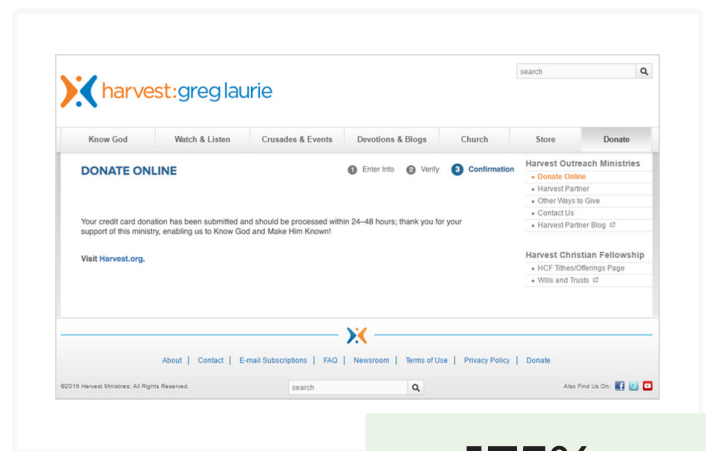 harvest:greg laurie
search
Know God Watch & Listen Crusades & Events Devotions & Blogs Church Store Donate
DONATE ONLINE
1 Enter Info 2 Verify 3 Confirmation
Your credit card donation has been submitted and should be processed within 24–48 hours; thank you for your
support of this ministry, enabling us to Know God and Make Him Known!
Visit Harvest.org.
Harvest Outreach Ministries
Donate Online
Harvest Partner
Other Ways to Give
Contact Us
Harvest Partner Blog
Harvest Christian Fellowship
HCF Tithes/Offerings Page
Wills and Trusts
About | Contact | E-mail Subscriptions | FAQ | Newsroom | Terms of Use | Privacy Policy | Donate
©2016 Harvest Ministries; All Rights Reserved.
search
Also Find Us On: